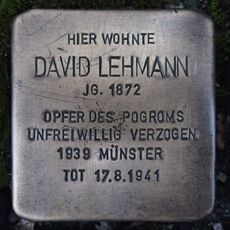 HIER WOHNTE
DAVID LEHMANN
JG. 1872
OPFER DES POGROMS
UNFREIWILLIG VERZOGEN
1939 MÜNSTER
TOT 17.8.1941